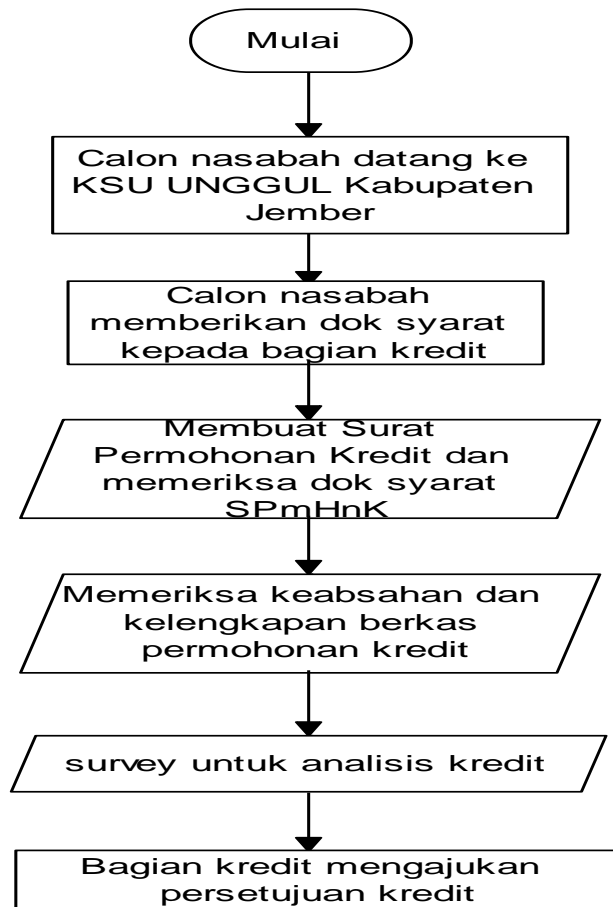 Mulai
Calon nasabah datang ke
KSU UNGGUL Kabupaten
Jember
Calon nasabah
memberikan dok syarat
kepada bagian kredit
Membuat Surat
Permohonan Kredit dan
memeriksa dok syarat
SPmHnK
Memeriksa keabsahan dan
kelengkapan berkas
permohonan kredit
survey untuk analisis kredit
Bagian kredit mengajukan
persetujuan kredit